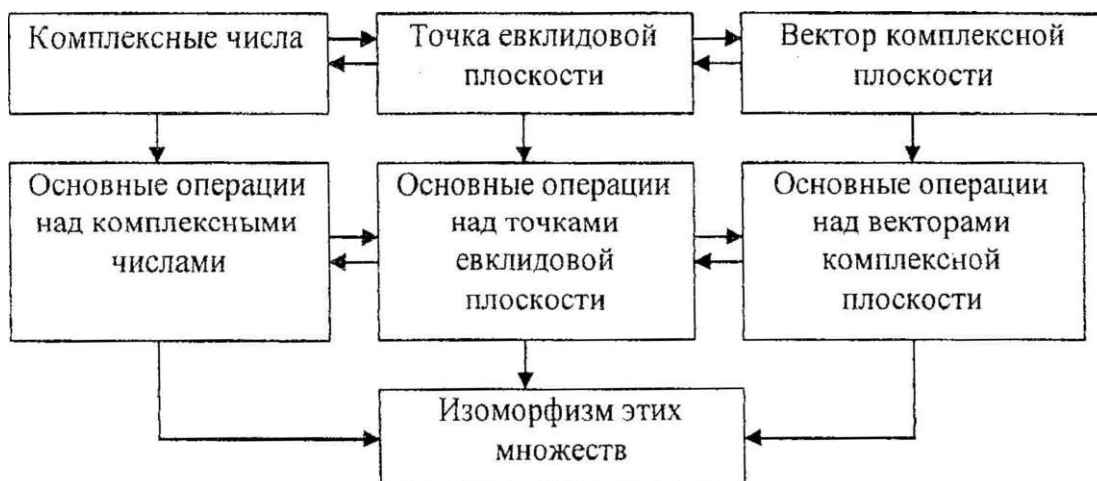 Комплексные числа
Точка евклидовой
плоскости
Вектор комплексной
плоскости
Основные операции
над комплексными
числами
Основные операции
над точками
евклидовой
плоскости
Основные операции
над векторами
комплексной
плоскости
Изоморфизм этих
множеств